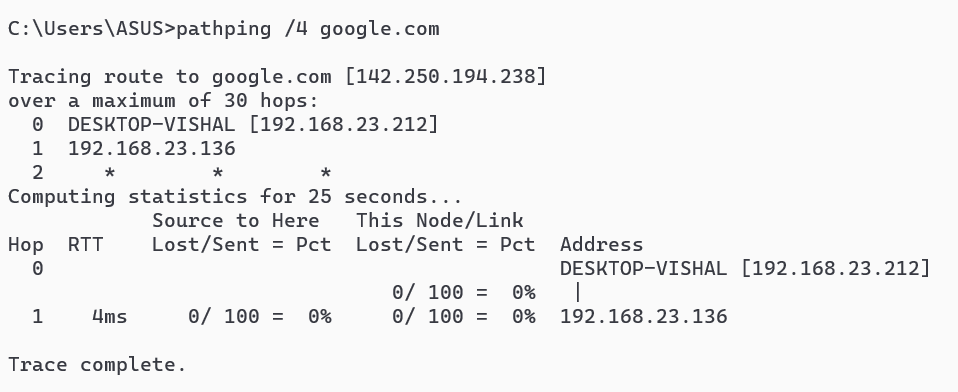 C:\Users\ASUS>pathping /4 google.com

Tracing route to google.com [142.250.194.238]
over a maximum of 30 hops:
  0  DESKTOP-VISHAL [192.168.23.212]
  1  192.168.23.136
  2     *        *        *
Computing statistics for 25 seconds...
            Source to Here   This Node/Link
Hop  RTT    Lost/Sent = Pct  Lost/Sent = Pct  Address
  0                                           DESKTOP-VISHAL [192.168.23.212]
                                0/ 100 =  0%   |
  1    4ms     0/ 100 =  0%     0/ 100 =  0%  192.168.23.136

Trace complete.